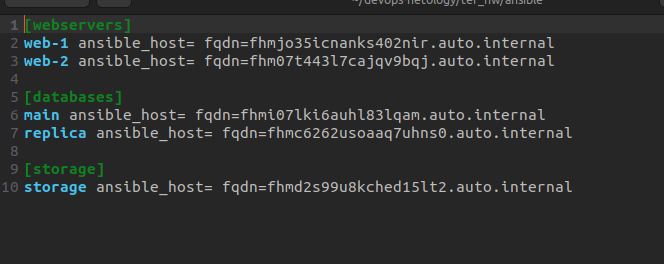 ~/devops-netology/ter_hw/ansible
1 [webservers]
2 web-1 ansible_host= fqdn=fhmjo35icnanks402nir.auto.internal
3 web-2 ansible_host= fqdn=fhm07t443l7cajqv9bqj.auto.internal
4
5 [databases]
6 main ansible_host= fqdn=fhmi07lki6auhl83lqam.auto.internal
7 replica ansible_host= fqdn=fhmc6262usoaaq7uhns0.auto.internal
8
9 [storage]
10 storage ansible_host= fqdn=fhmd2s99u8kched15lt2.auto.internal